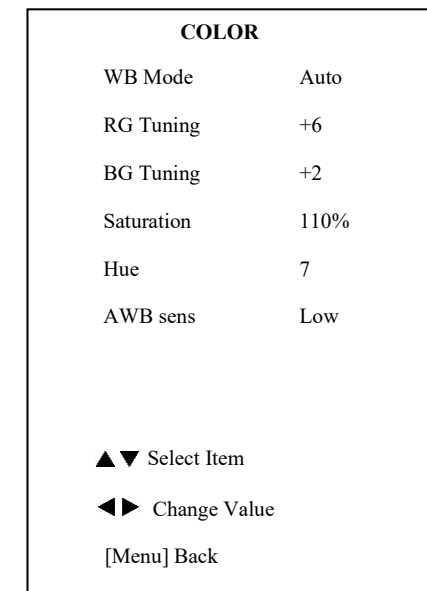 COLOR
WB Mode Auto
RG Tuning +6
BG Tuning +2
Saturation 110%
Hue 7
AWB sens Low
▲▼ Select Item
◀▶ Change Value
[Menu] Back